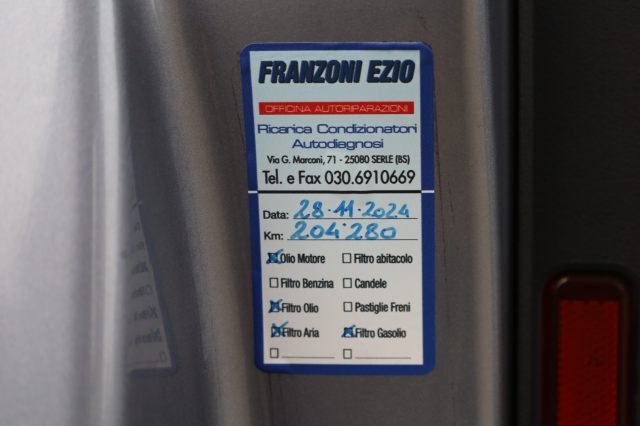 FRANZONI EZIO
OFFICINA AUTORIPARAZIONI
Ricarica Condizionatori
Autodiagnosi
Via G. Marconi, 71 - 25080 SERLE (BS)
Tel. e Fax 030.6910669
Data: 28-11-2024
Km: 204'280
Olio Motore Filtro abitacolo
Filtro Benzina Candele
Filtro Olio Pastiglie Freni
Filtro Aria Filtro Gasolio